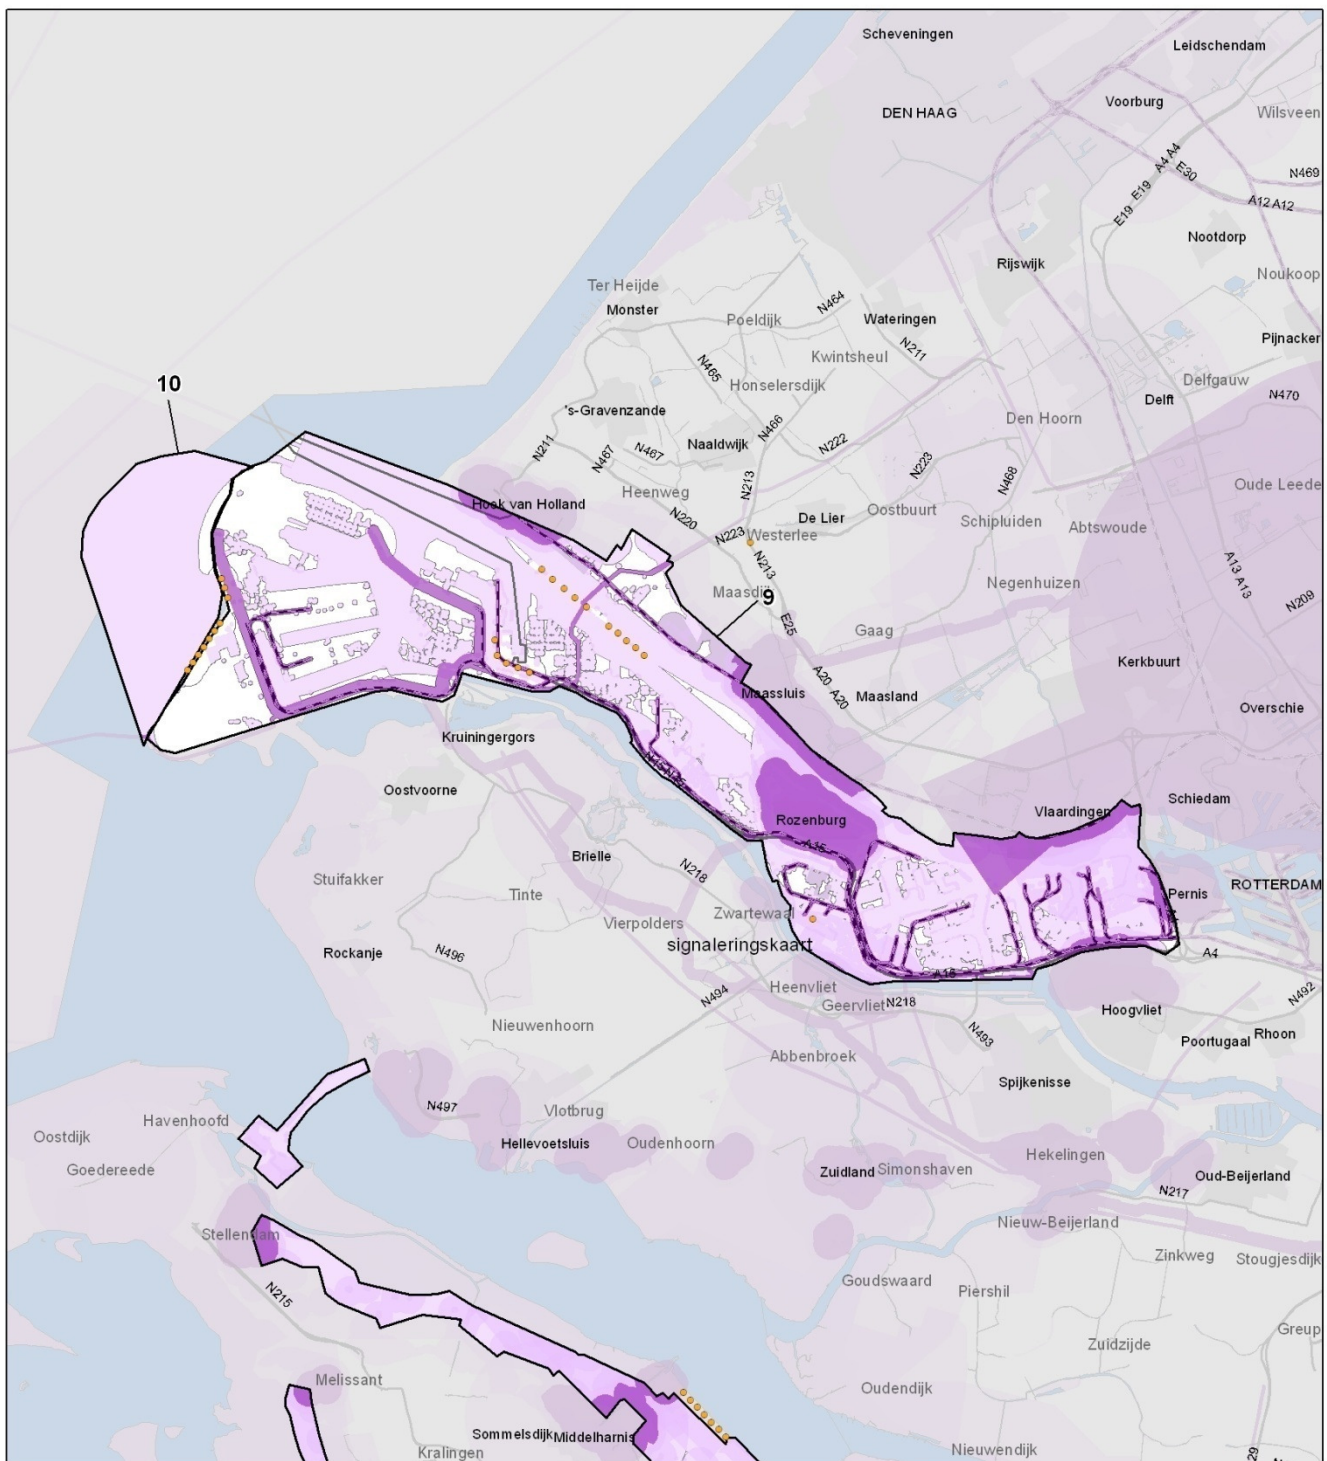 Scheveningen
Leidschendam
Voorburg
DEN HAAG
Wilsveen
A4 A4
E30
N469
E19
E19
A12 A12
Nootdorp
Rijswijk
Noukoop
Ter Heijde
Monster
N464
Poeldijk
Wateringen
Pijnacker
N211
Kwintsheul
N465
10
Honselersdijk
Delfgauw
Delft
N470
's-Gravenzande
Den Hoorn
N466
Naaldwijk
N211
N467
N467
N222
N223
N468
Heenweg
N213
Oude Leede
Hoek van Holland
Oostbuurt
De Lier
Schipluiden
Abtswoude
N220
N223
Westerlee
N213
A13 A13
Negenhuizen
Maasdijk
9
N209
E25
Gaag
Kerkbuurt
A20 A20
Maassluis
Maasland
Overschie
Kruiningergors
Oostvoorne
Schiedam
Vlaardingen
Rozenburg
A15
Brielle
N218
Stuifakker
Tinte
Pernis
ROTTERDAM
Zwartewaal
Vierpolders
signaleringskaart
Rockanje
N496
A4
A15
Heenvliet
N494
Geervliet
N218
N492
Hoogvliet
Nieuwenhoorn
N493
Poortugaal
Rhoon
Abbenbroek
Spijkenisse
N497
Vlotbrug
Havenhoofd
Oostdijk
Hellevoetsluis
Oudenhoorn
Hekelingen
Goedereede
Zuidland
Simonshaven
Oud-Beijerland
N217
Nieuw-Beijerland
Stellendam
Zinkweg
Stougjesdijk
Goudswaard
Piershil
N215
Greup
Zuidzijde
Melissant
Oudendijk
Sommelsdijk
Middelharnis
Nieuwendijk
Kralingen